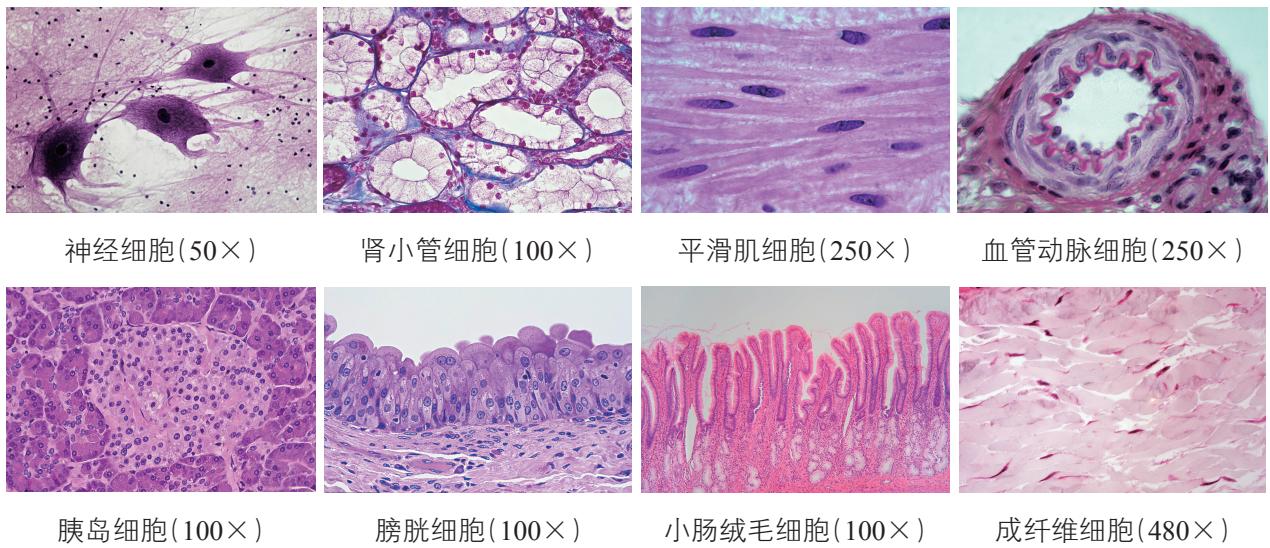 神经细胞(50×)
肾小管细胞(100×)
平滑肌细胞(250×)
血管动脉细胞(250×)
胰岛细胞(100×)
膀胱细胞(100×)
小肠绒毛细胞(100×)
成纤维细胞(480×)